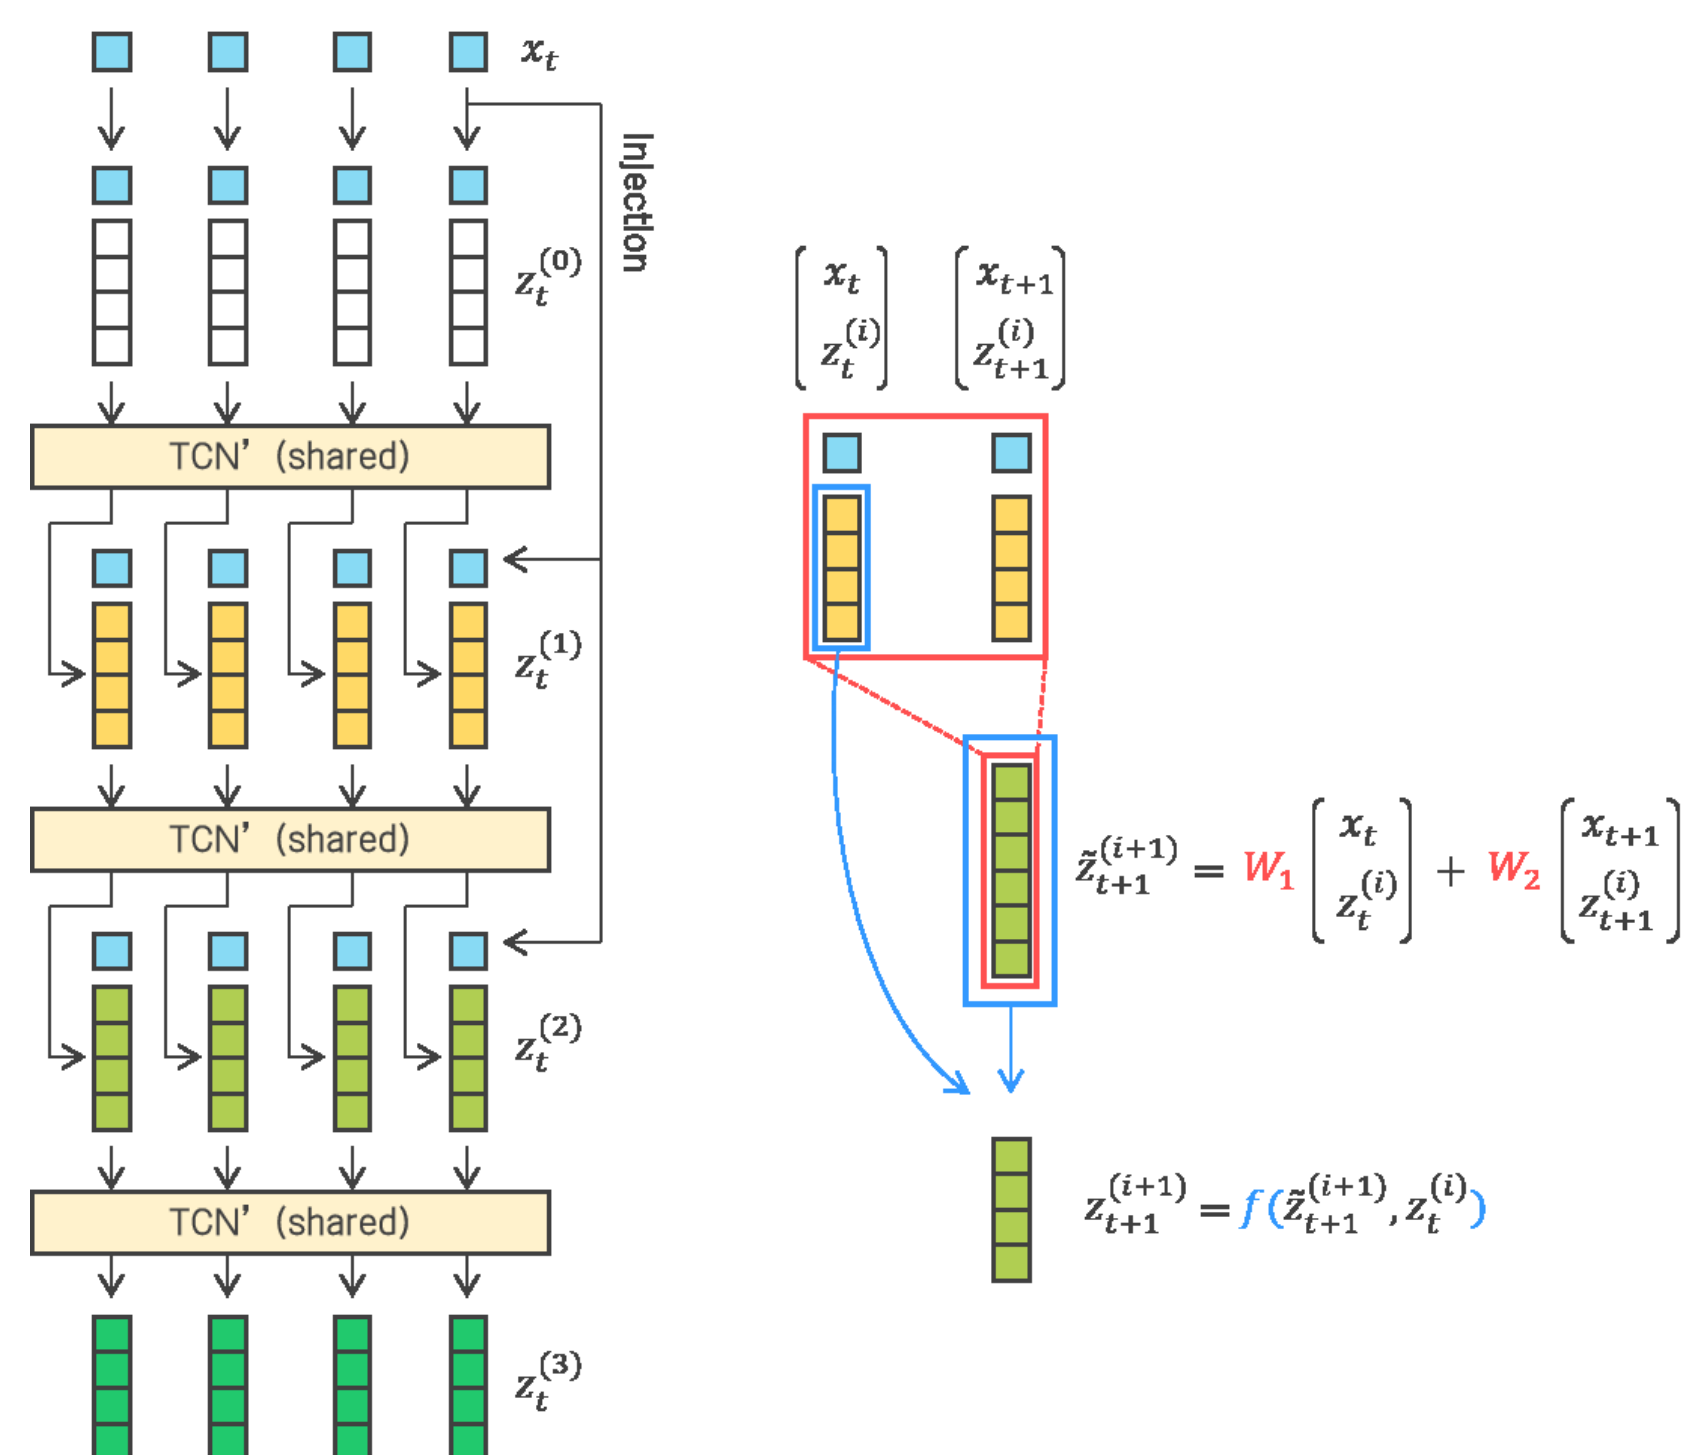 x_t
Injection
z_t^(0)
TCN’ (shared)
z_t^(1)
TCN’ (shared)
z_t^(2)
TCN’ (shared)
z_t^(3)
[x_t z_t^(i)] [x_{t+1} z_{t+1}^(i)]
z̃_{t+1}^(i+1) = W_1 [x_t z_t^(i)] + W_2 [x_{t+1} z_{t+1}^(i)]
z_{t+1}^(i+1) = f(z̃_{t+1}^(i+1), z_t^(i))